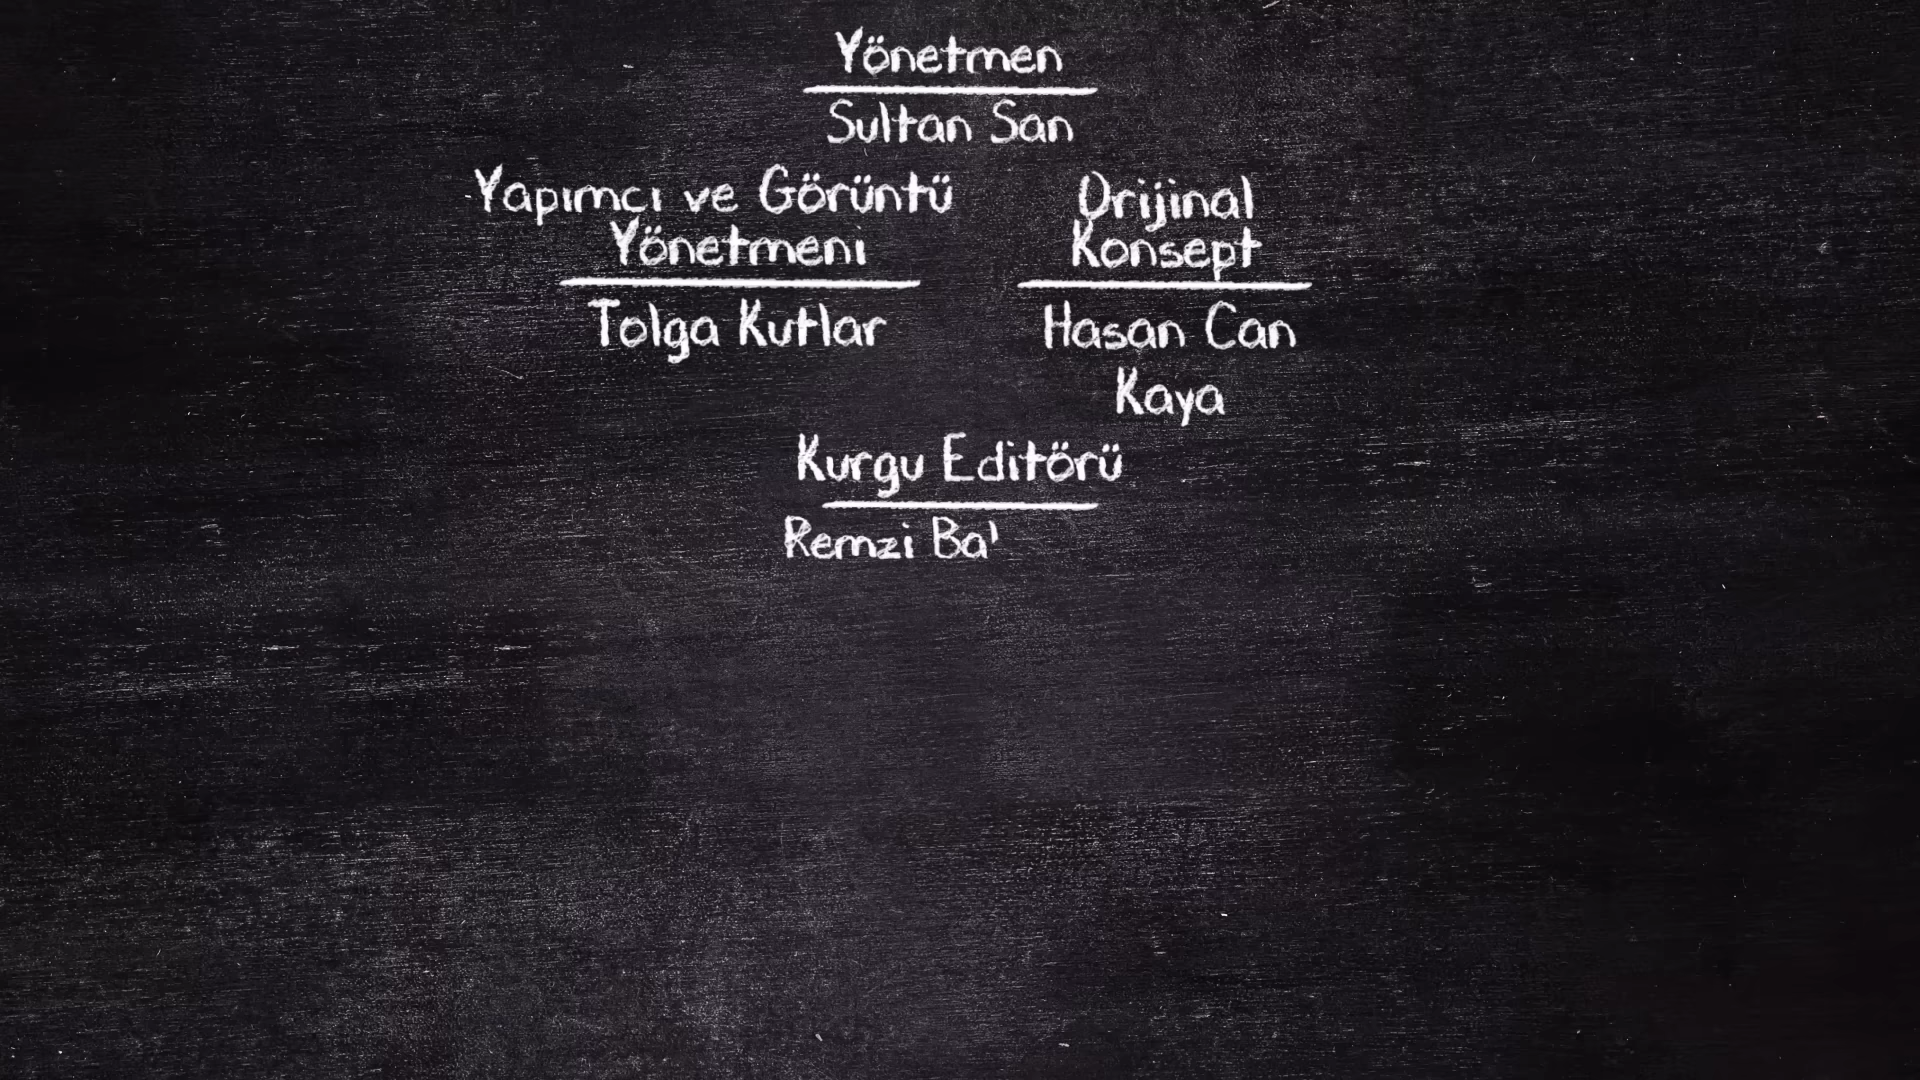 Yönetmen
Sultan San
Yapımcı ve Görüntü
Yönetmeni
Tolga Kutlar
Orijinal
Konsept
Hasan Can
Kaya
Kurgu Editörü
Remzi